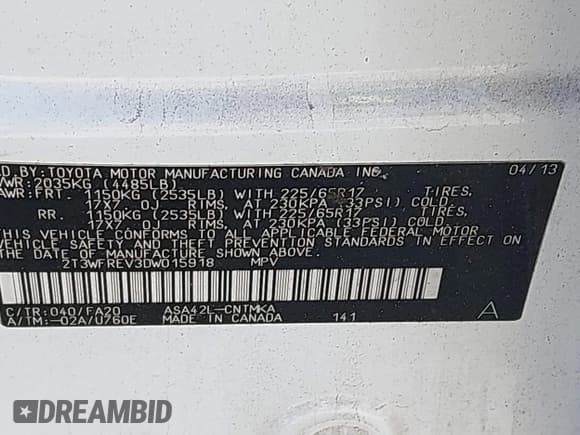 D.BY:TOYOTA MOTOR MANUFACTURING CANADA INC. 04/13
VWR:2035KG (4485LB)
AWR:FRT. 1150KG (2535LB) WITH 225/65R17 TIRES,
17X7 OJ RIMS, AT 230KPA (33PSI) COLD
RR. 1150KG (2535LB) WITH 225/65R17 TIRES,
17X7 OJ RIMS, AT 230KPA (33PSI) COLD
THIS VEHICLE CONFORMS TO ALL APPLICABLE FEDERAL MOTOR
VEHICLE SAFETY AND THEFT PREVENTION STANDARDS IN EFFECT ON
THE DATE OF MANUFACTURE SHOWN ABOVE.
2T3WFREV3DW015918 MPV
C/TR:040/FA20 ASA42L-CNTMKA
A/TM:-02A/U760E MADE IN CANADA 141 A
DREAMBID